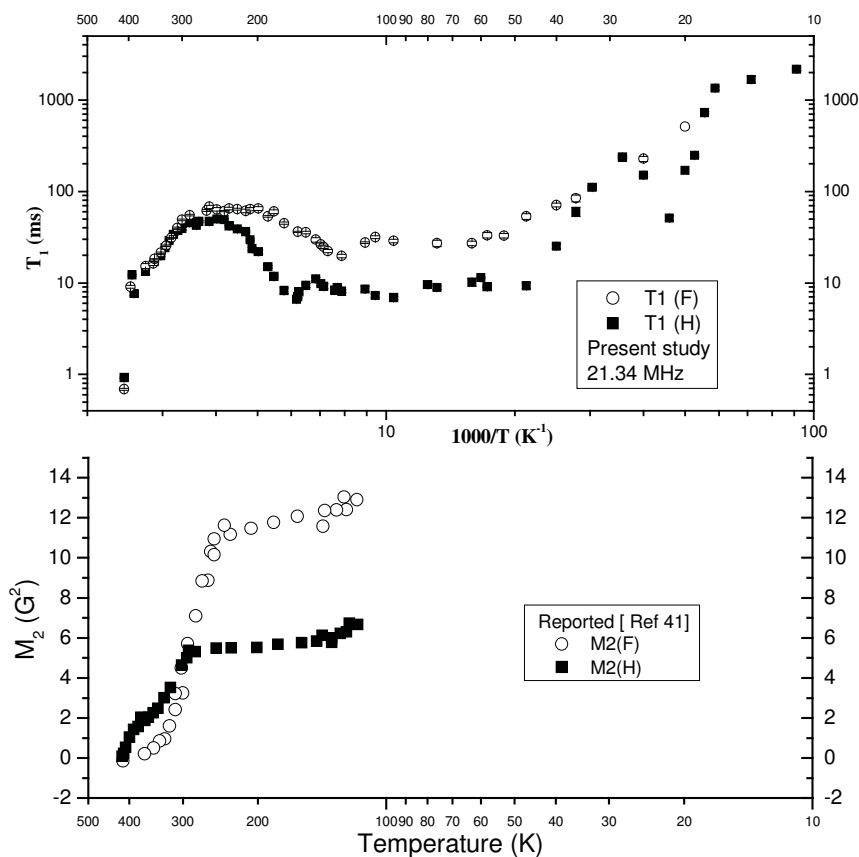 500 400 300 200 100 90 80 70 60 50 40 30 20 10
1000 1000
100 100
10 10
1 1
T1 (ms)
T1 (F)
T1 (H)
Present study
21.34 MHz
10 100
1000/T (K-1)
14 14
12 12
10 10
8 8
6 6
4 4
2 2
0 0
-2 -2
M2 (G2)
Reported [ Ref 41]
M2(F)
M2(H)
500 400 300 200 100 90 80 70 60 50 40 30 20 10
Temperature (K)